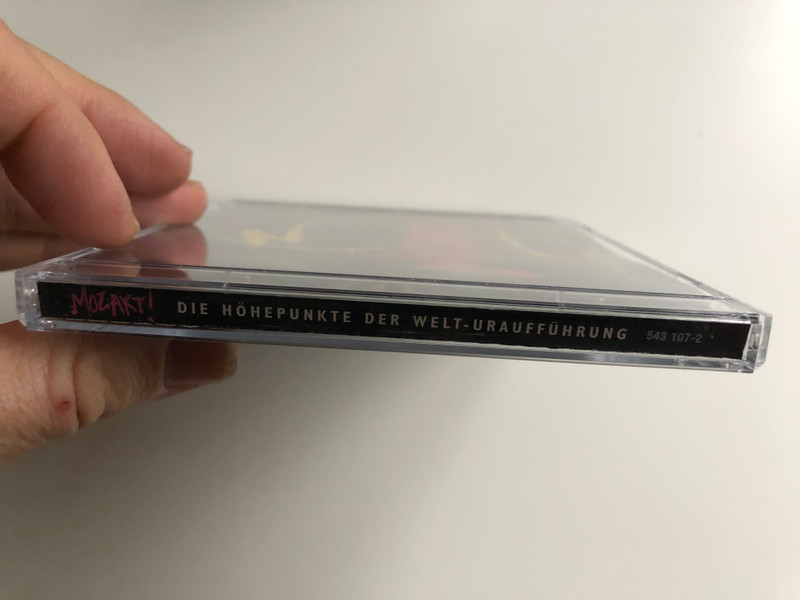 MOZART! DIE HÖHEPUNKTE DER WELT-URAUFFÜHRUNG 543 107-2